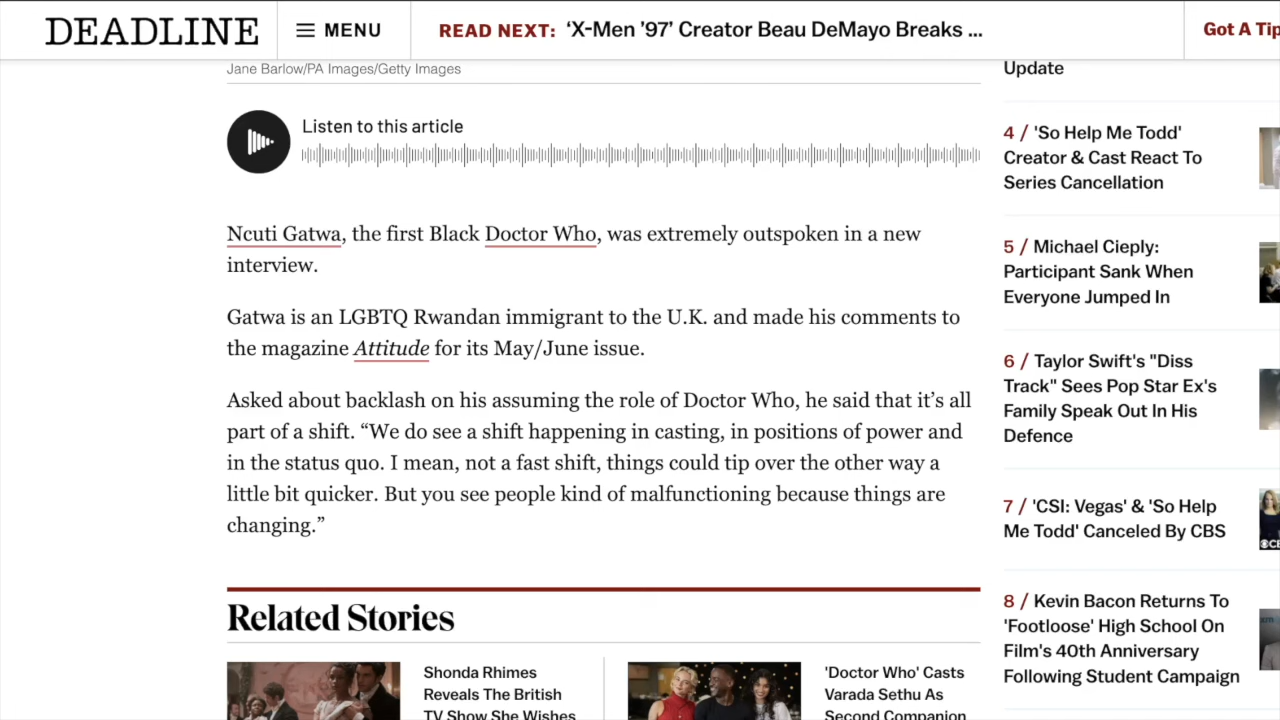 DEADLINE
MENU
READ NEXT: ‘X-Men ’97’ Creator Beau DeMayo Breaks ...
Got A Tip
Jane Barlow/PA Images/Getty Images
Listen to this article
Ncuti Gatwa, the first Black Doctor Who, was extremely outspoken in a new
interview.
Gatwa is an LGBTQ Rwandan immigrant to the U.K. and made his comments to
the magazine Attitude for its May/June issue.
Asked about backlash on his assuming the role of Doctor Who, he said that it’s all
part of a shift. “We do see a shift happening in casting, in positions of power and
in the status quo. I mean, not a fast shift, things could tip over the other way a
little bit quicker. But you see people kind of malfunctioning because things are
changing.”
Related Stories
Shonda Rhimes
Reveals The British
TV Show She Wishes
'Doctor Who' Casts
Varada Sethu As
Second Companion
Update
4 / 'So Help Me Todd'
Creator & Cast React To
Series Cancellation
5 / Michael Cieply:
Participant Sank When
Everyone Jumped In
6 / Taylor Swift's "Diss
Track" Sees Pop Star Ex's
Family Speak Out In His
Defence
7 / 'CSI: Vegas' & 'So Help
Me Todd' Canceled By CBS
8 / Kevin Bacon Returns To
'Footloose' High School On
Film's 40th Anniversary
Following Student Campaign